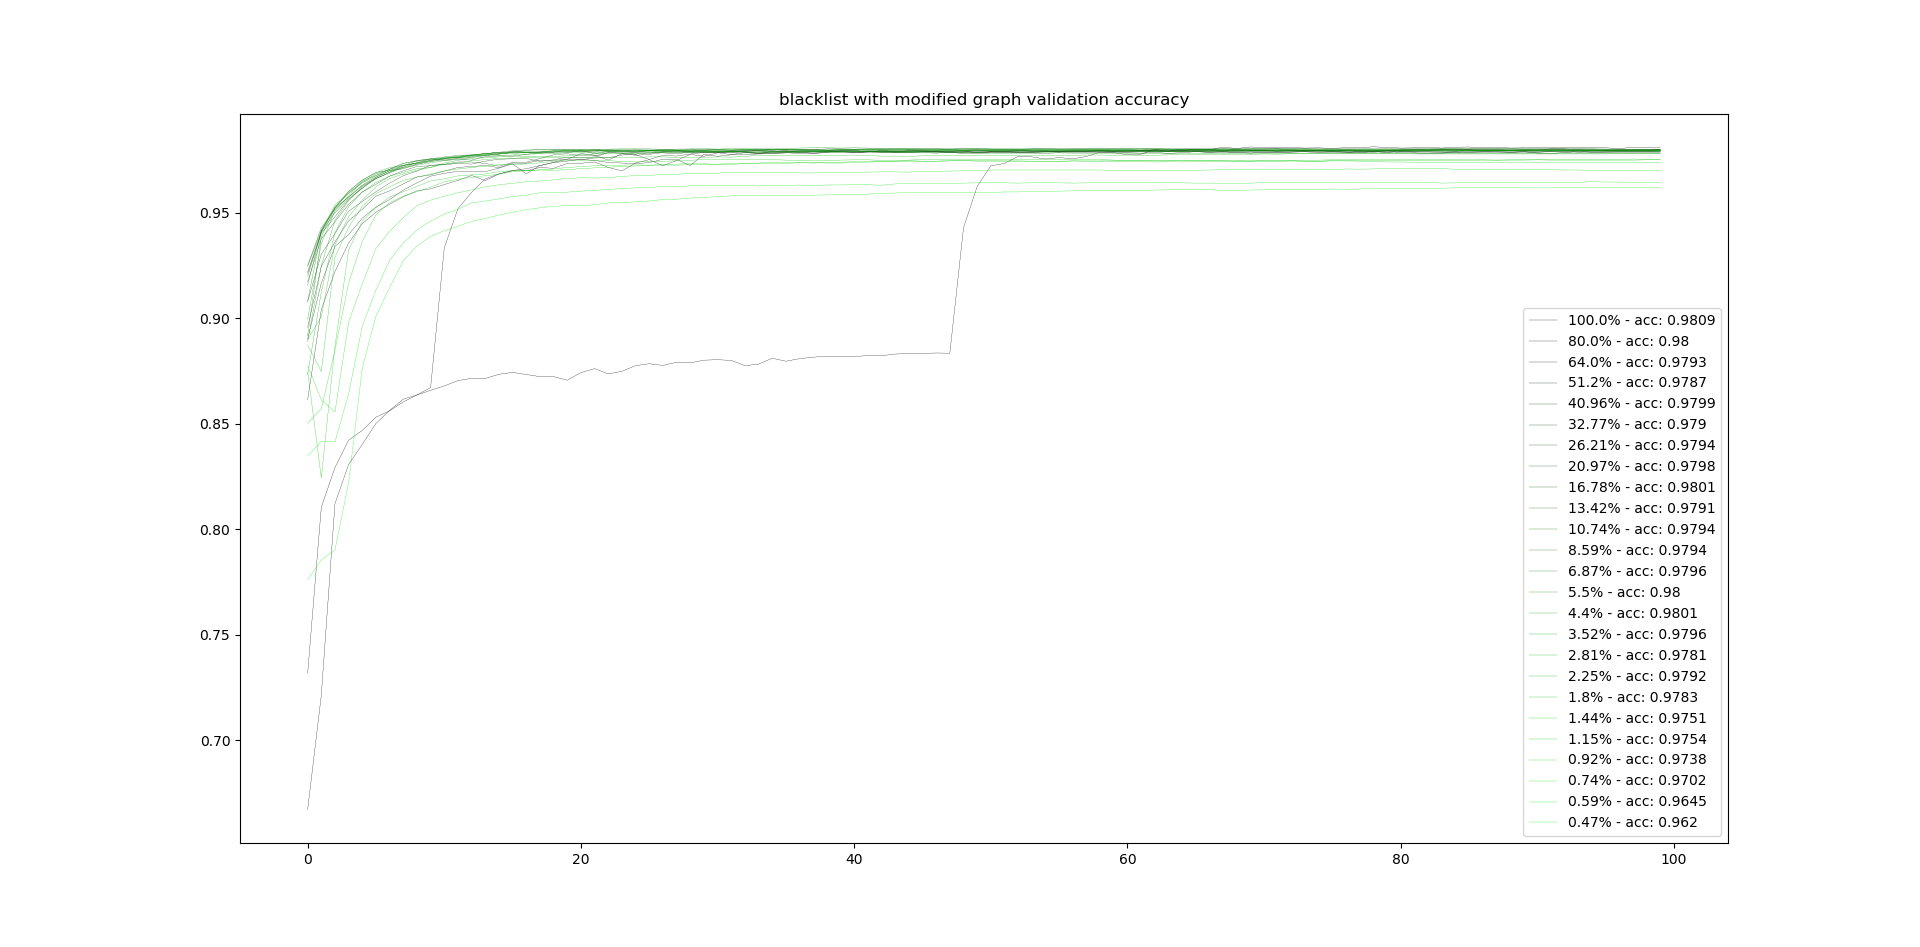 blacklist with modified graph validation accuracy
0.95
0.90
0.85
0.80
0.75
0.70
0
20
40
60
80
100
100.0% - acc: 0.9809
80.0% - acc: 0.98
64.0% - acc: 0.9793
51.2% - acc: 0.9787
40.96% - acc: 0.9799
32.77% - acc: 0.979
26.21% - acc: 0.9794
20.97% - acc: 0.9798
16.78% - acc: 0.9801
13.42% - acc: 0.9791
10.74% - acc: 0.9794
8.59% - acc: 0.9794
6.87% - acc: 0.9796
5.5% - acc: 0.98
4.4% - acc: 0.9801
3.52% - acc: 0.9796
2.81% - acc: 0.9781
2.25% - acc: 0.9792
1.8% - acc: 0.9783
1.44% - acc: 0.9751
1.15% - acc: 0.9754
0.92% - acc: 0.9738
0.74% - acc: 0.9702
0.59% - acc: 0.9645
0.47% - acc: 0.962